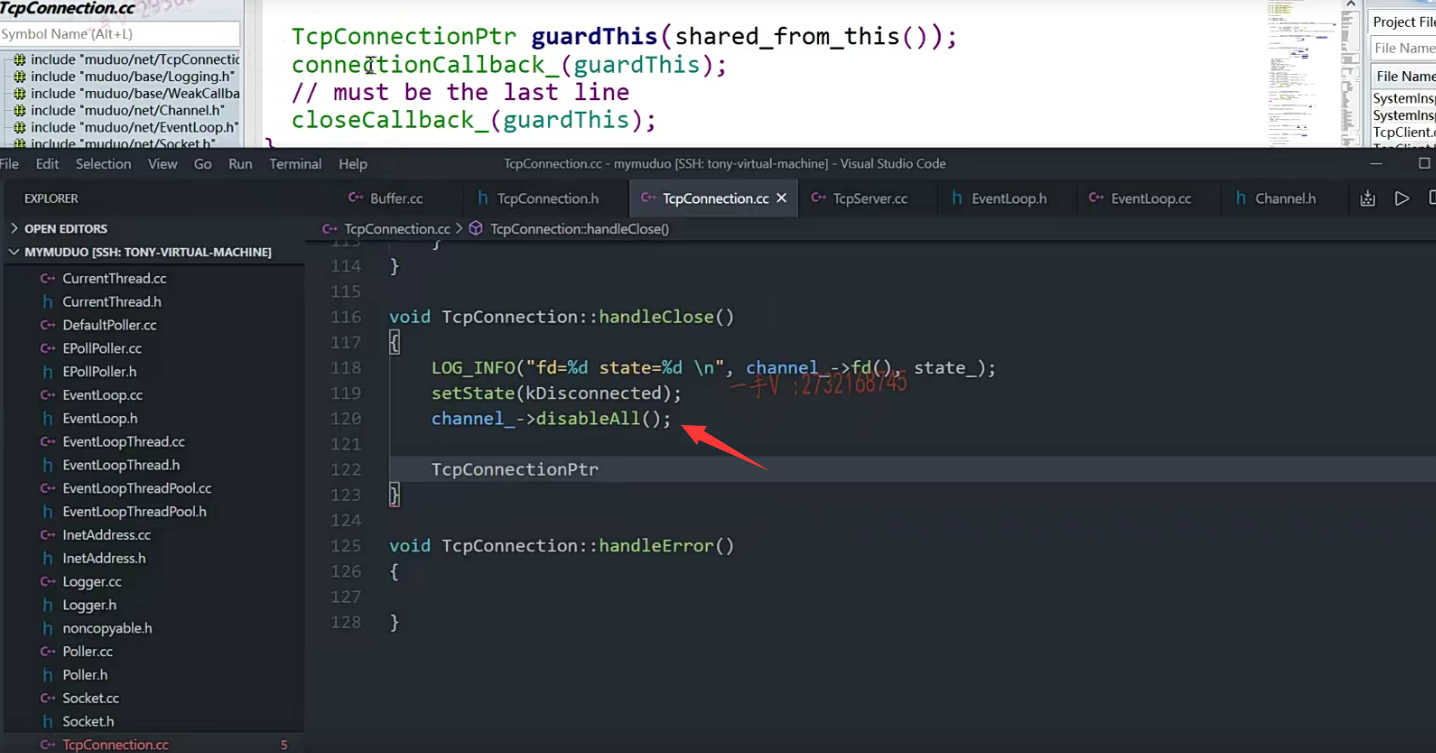 TcpConnection.cc
Symbol Name (Alt+L)
include "muduo/net/TcpConnectic
include "muduo/base/Logging.h"
include "muduo/base/WeakCallba
include "muduo/net/Channel.h"
include "muduo/net/EventLoop.h"
include "muduo/net/Socket.h"
TcpConnectionPtr guardThis(shared_from_this());
connectionCallback_(guardThis);
// must be the last line
closeCallback_(guardThis);
}
Project File
File Name
File Name
SystemInsp
SystemInsp
TcpClient.c
File Edit Selection View Go Run Terminal Help
TcpConnection.cc - mymuduo [SSH: tony-virtual-machine] - Visual Studio Code
EXPLORER
Buffer.cc
TcpConnection.h
TcpConnection.cc
TcpServer.cc
EventLoop.h
EventLoop.cc
Channel.h
OPEN EDITORS
MYMUDUO [SSH: TONY-VIRTUAL-MACHINE]
CurrentThread.cc
CurrentThread.h
DefaultPoller.cc
EPollPoller.cc
EPollPoller.h
EventLoop.cc
EventLoop.h
EventLoopThread.cc
EventLoopThread.h
EventLoopThreadPool.cc
EventLoopThreadPool.h
InetAddress.cc
InetAddress.h
Logger.cc
Logger.h
noncopyable.h
Poller.cc
Poller.h
Socket.cc
Socket.h
TcpConnection.cc 5
TcpConnection.cc > TcpConnection::handleClose()
113 }
114 }
115
116 void TcpConnection::handleClose()
117 {
118 LOG_INFO("fd=%d state=%d \n", channel_->fd(), state_);
一手V :2732168745
119 setState(kDisconnected);
120 channel_->disableAll();
121
122 TcpConnectionPtr
123 }
124
125 void TcpConnection::handleError()
126 {
127
128 }